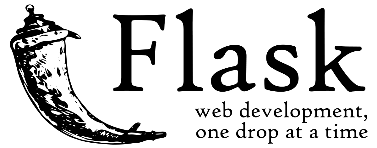 Flask
web development,
one drop at a time